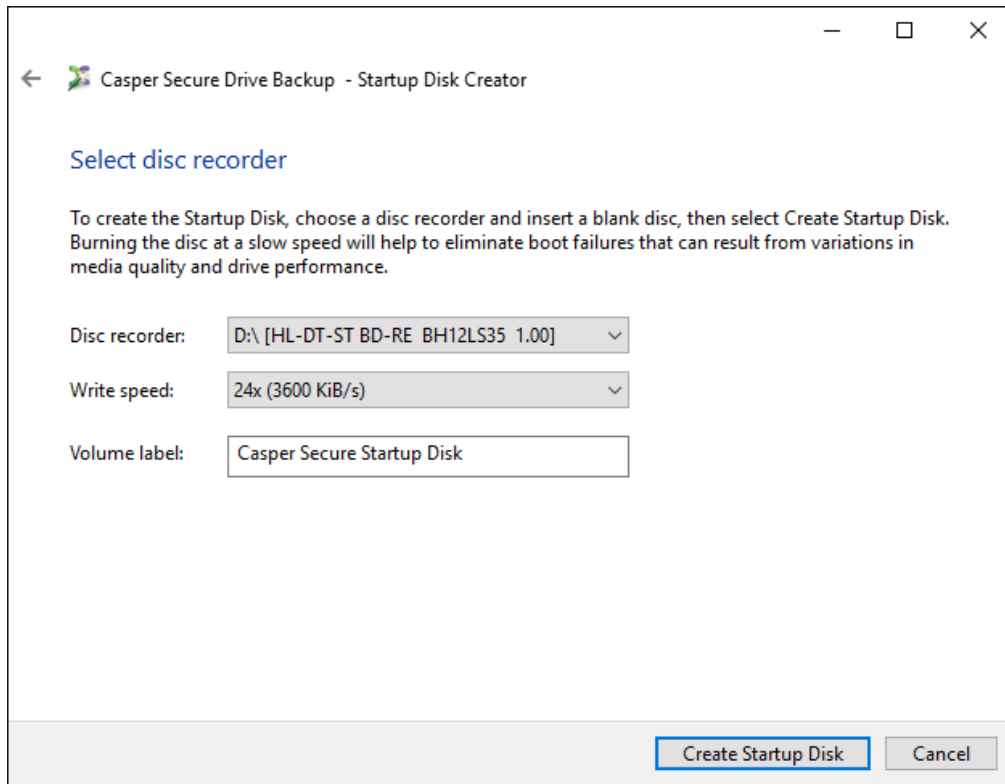 Casper Secure Drive Backup - Startup Disk Creator
Select disc recorder
To create the Startup Disk, choose a disc recorder and insert a blank disc, then select Create Startup Disk.
Burning the disc at a slow speed will help to eliminate boot failures that can result from variations in
media quality and drive performance.
Disc recorder: D:\ [HL-DT-ST BD-RE  BH12LS35  1.00]
Write speed: 24x (3600 KiB/s)
Volume label: Casper Secure Startup Disk
Create Startup Disk Cancel